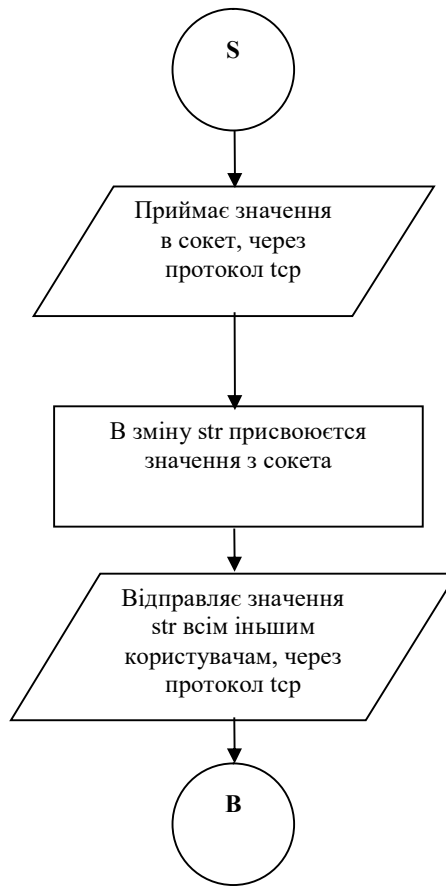 S
Приймає значення
в сокет, через
протокол tcp
В зміну str присвоюєтся
значення з сокета
Відправляє значення
str всім іньшим
користувачам, через
протокол tcp
B